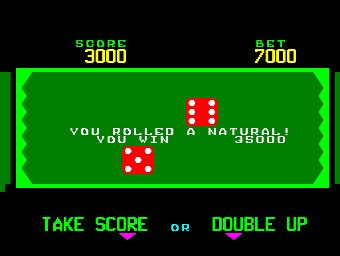 SCORE BET
3000 7000
YOU ROLLED A NATURAL!
YOU WIN 35000
TAKE SCORE OR DOUBLE UP